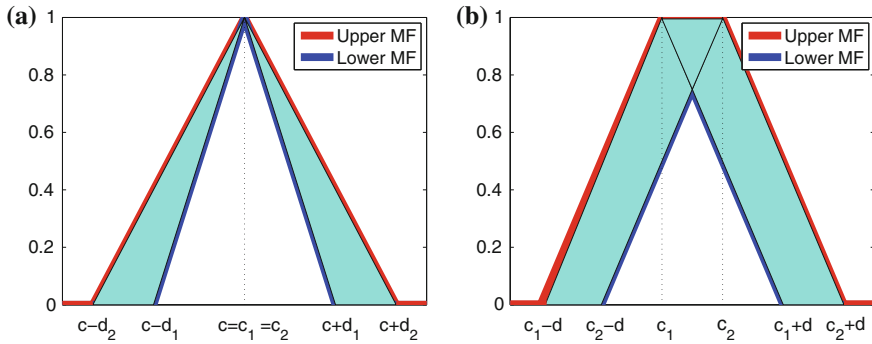 (a)
1
0.8
0.6
0.4
0.2
0
Upper MF
Lower MF
c−d₂ c−d₁ c=c₁ =c₂ c+d₁ c+d₂
(b)
1
0.8
0.6
0.4
0.2
0
Upper MF
Lower MF
c₁−d c₂−d c₁ c₂ c₁+d c₂+d